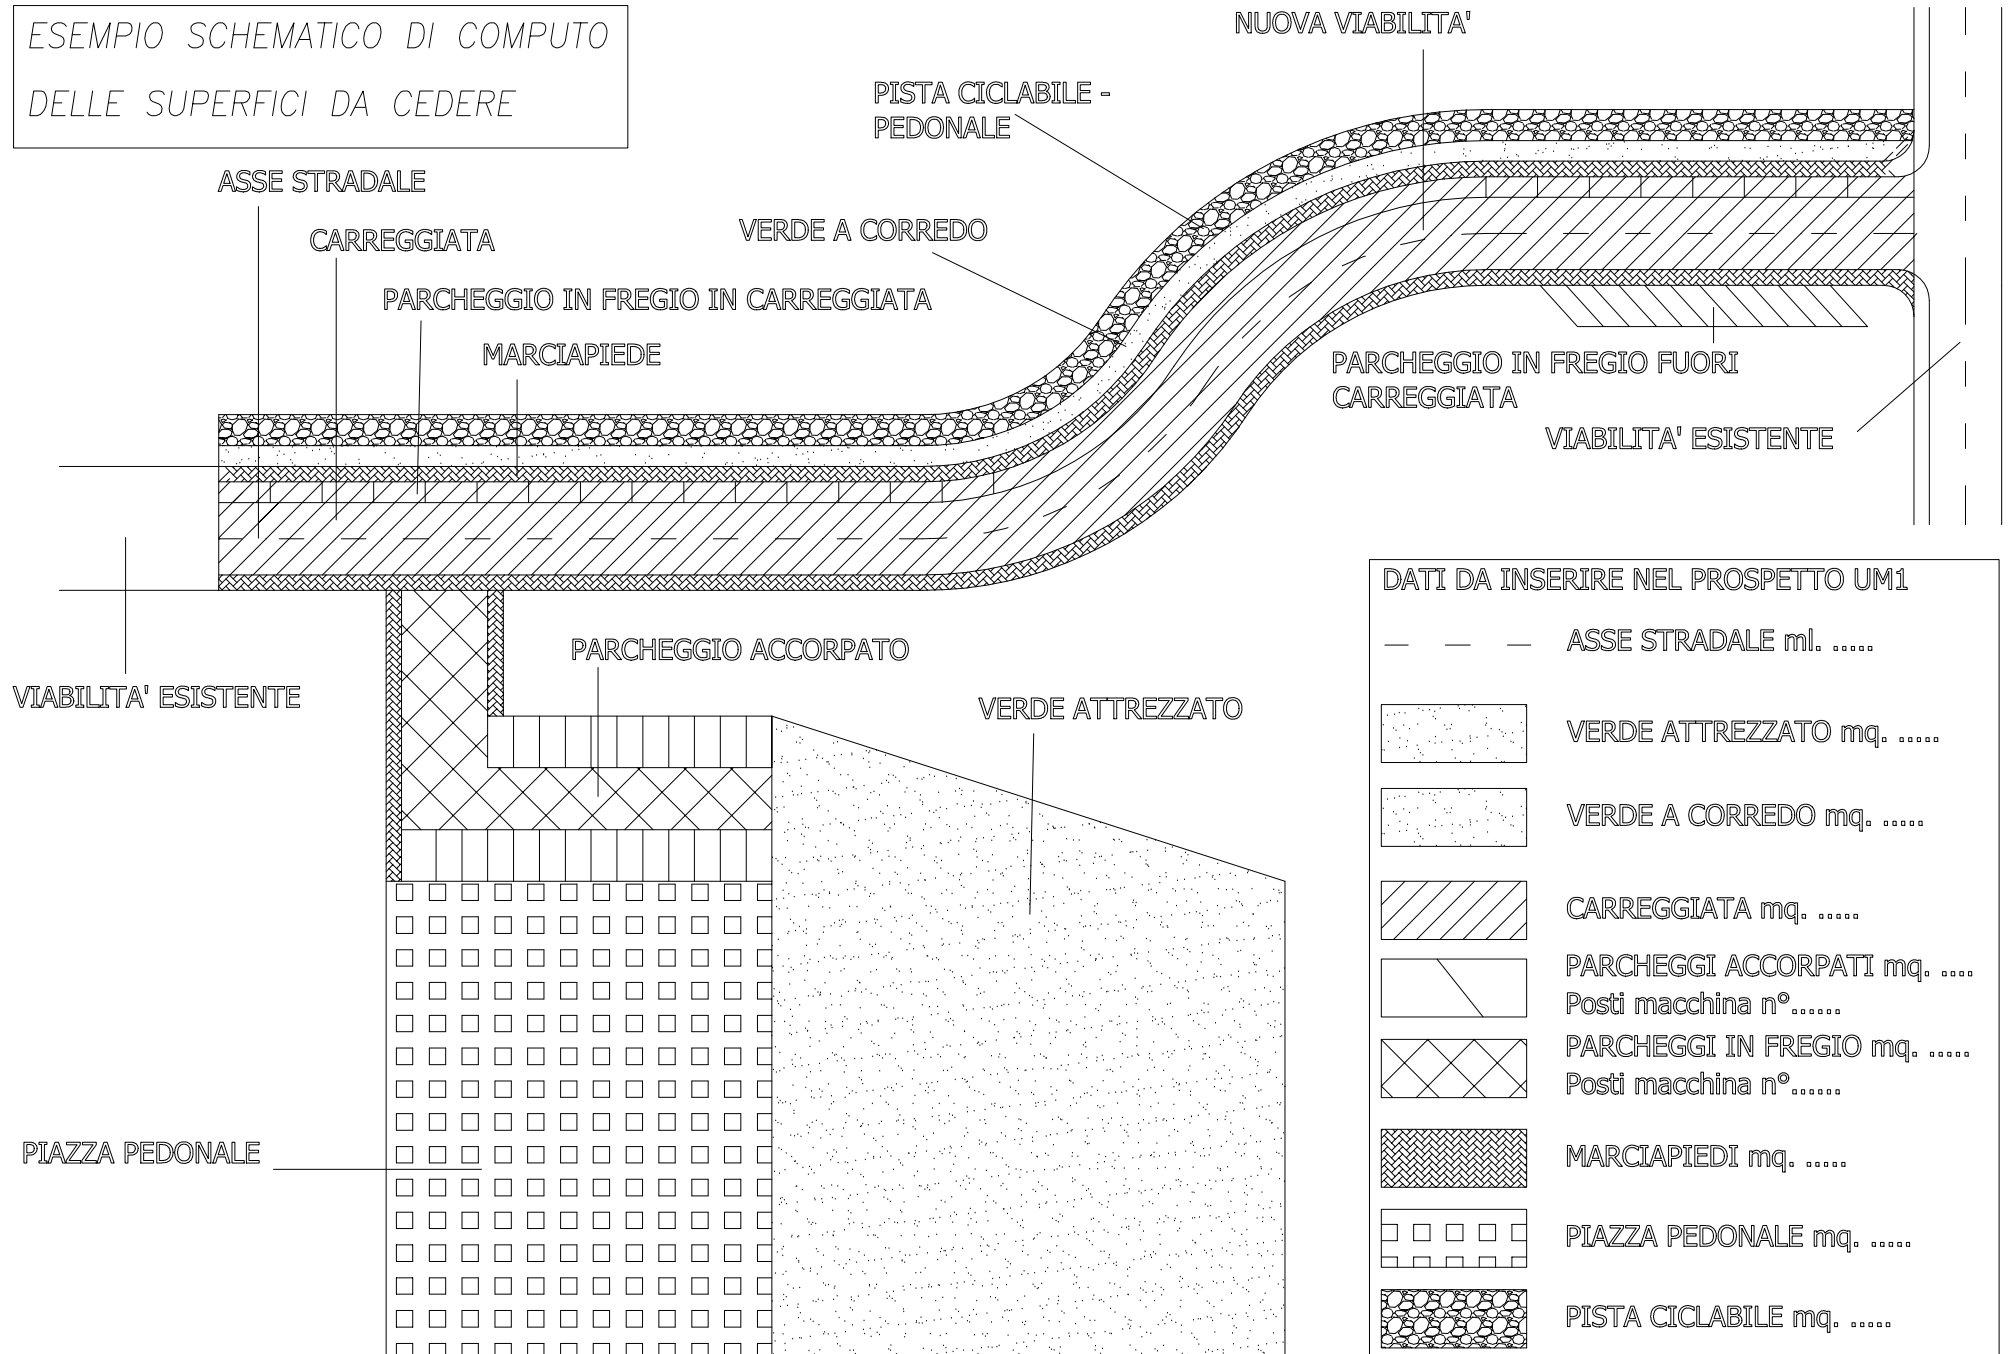 ESEMPIO SCHEMATICO DI COMPUTO
DELLE SUPERFICI DA CEDERE
NUOVA VIABILITA'
PISTA CICLABILE -
PEDONALE
ASSE STRADALE
CARREGGIATA
VERDE A CORREDO
PARCHEGGIO IN FREGIO IN CARREGGIATA
MARCIAPIEDE
PARCHEGGIO IN FREGIO FUORI
CARREGGIATA
VIABILITA' ESISTENTE
VIABILITA' ESISTENTE
PARCHEGGIO ACCORPATO
VERDE ATTREZZATO
PIAZZA PEDONALE
DATI DA INSERIRE NEL PROSPETTO UM1
ASSE STRADALE ml. .....
VERDE ATTREZZATO mq. .....
VERDE A CORREDO mq. .....
CARREGGIATA mq. .....
PARCHEGGI ACCORPATI mq. ....
Posti macchina n°......
PARCHEGGI IN FREGIO mq. .....
Posti macchina n°......
MARCIAPIEDI mq. .....
PIAZZA PEDONALE mq. .....
PISTA CICLABILE mq. .....